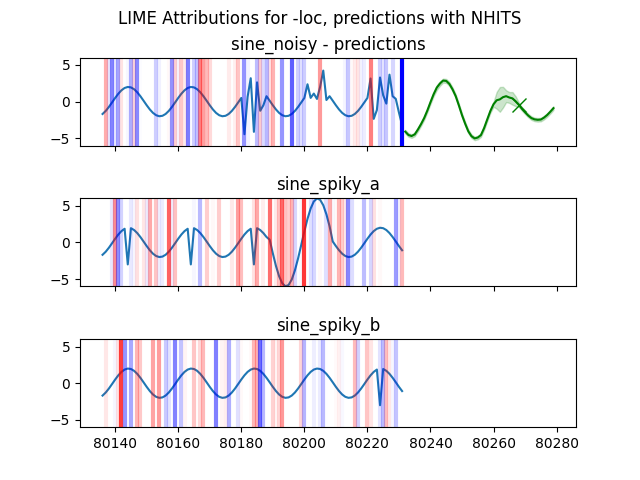 LIME Attributions for -loc, predictions with NHITS
sine_noisy - predictions
5
0
−5
sine_spiky_a
5
0
−5
sine_spiky_b
5
0
−5
80140 80160 80180 80200 80220 80240 80260 80280